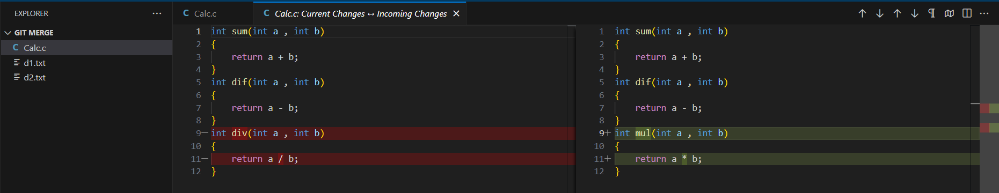 EXPLORER ···
GIT MERGE
C Calc.c
d1.txt
d2.txt
C Calc.c
C Calc.c: Current Changes ↔ Incoming Changes ×
1 int sum(int a , int b)
2 {
3 return a + b;
4 }
5 int dif(int a , int b)
6 {
7 return a - b;
8 }
9— int div(int a , int b)
10 {
11— return a / b;
12 }
1 int sum(int a , int b)
2 {
3 return a + b;
4 }
5 int dif(int a , int b)
6 {
7 return a - b;
8 }
9+ int mul(int a , int b)
10 {
11+ return a * b;
12 }